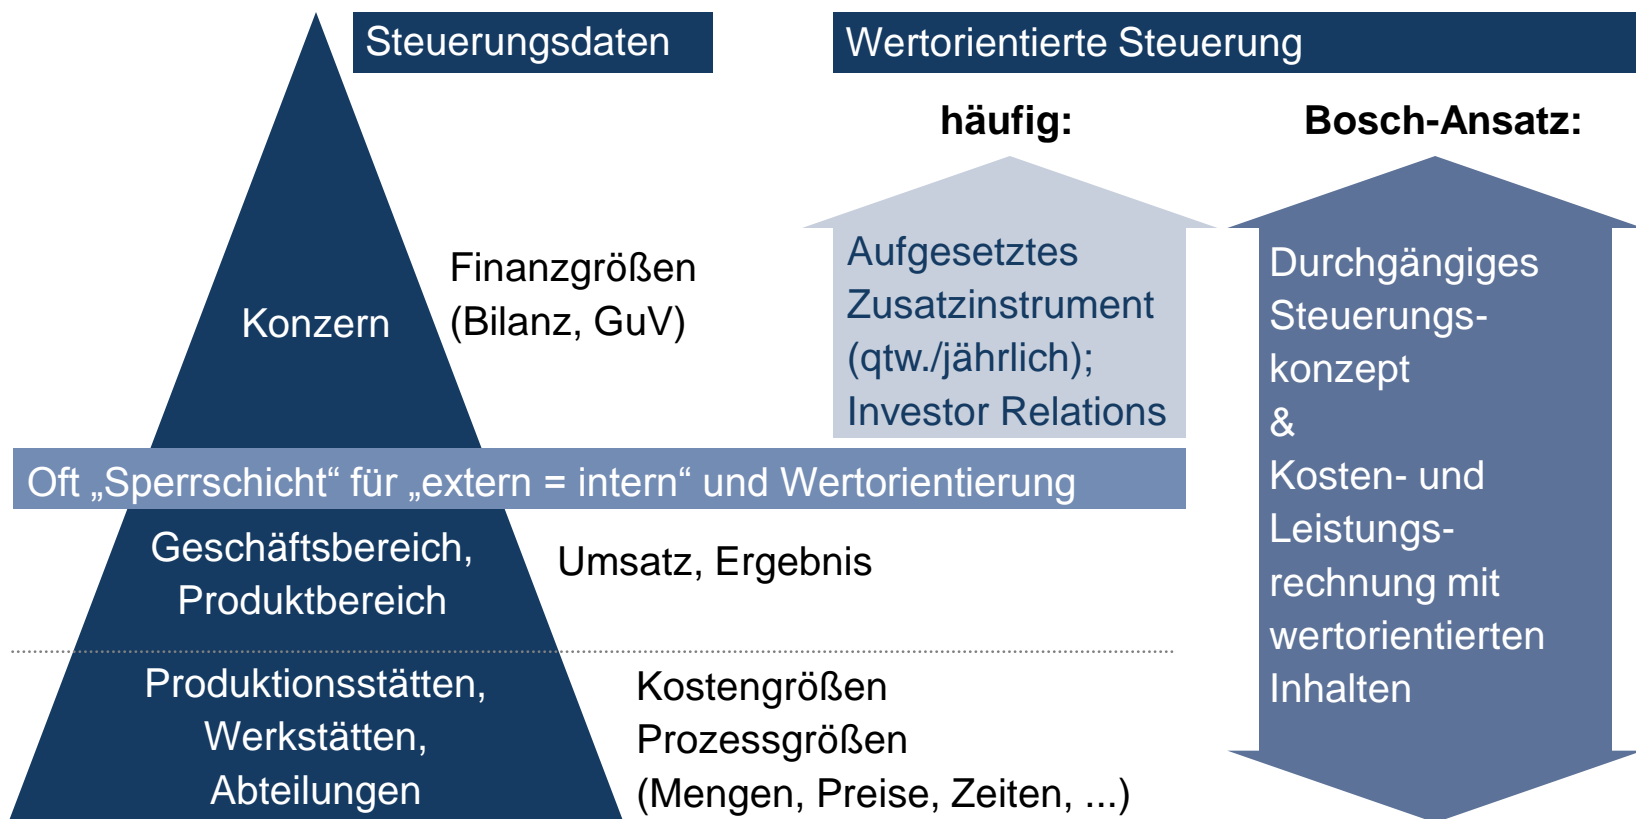 Steuerungsdaten
Wertorientierte Steuerung
häufig:
Bosch-Ansatz:
Konzern
Finanzgrößen
(Bilanz, GuV)
Aufgesetztes
Zusatzinstrument
(qtw./jährlich);
Investor Relations
Durchgängiges
Steuerungs-
konzept
&
Kosten- und
Leistungs-
rechnung mit
wertorientierten
Inhalten
Oft „Sperrschicht“ für „extern = intern“ und Wertorientierung
Geschäftsbereich,
Produktbereich
Umsatz, Ergebnis
Produktionsstätten,
Werkstätten,
Abteilungen
Kostengrößen
Prozessgrößen
(Mengen, Preise, Zeiten, ...)